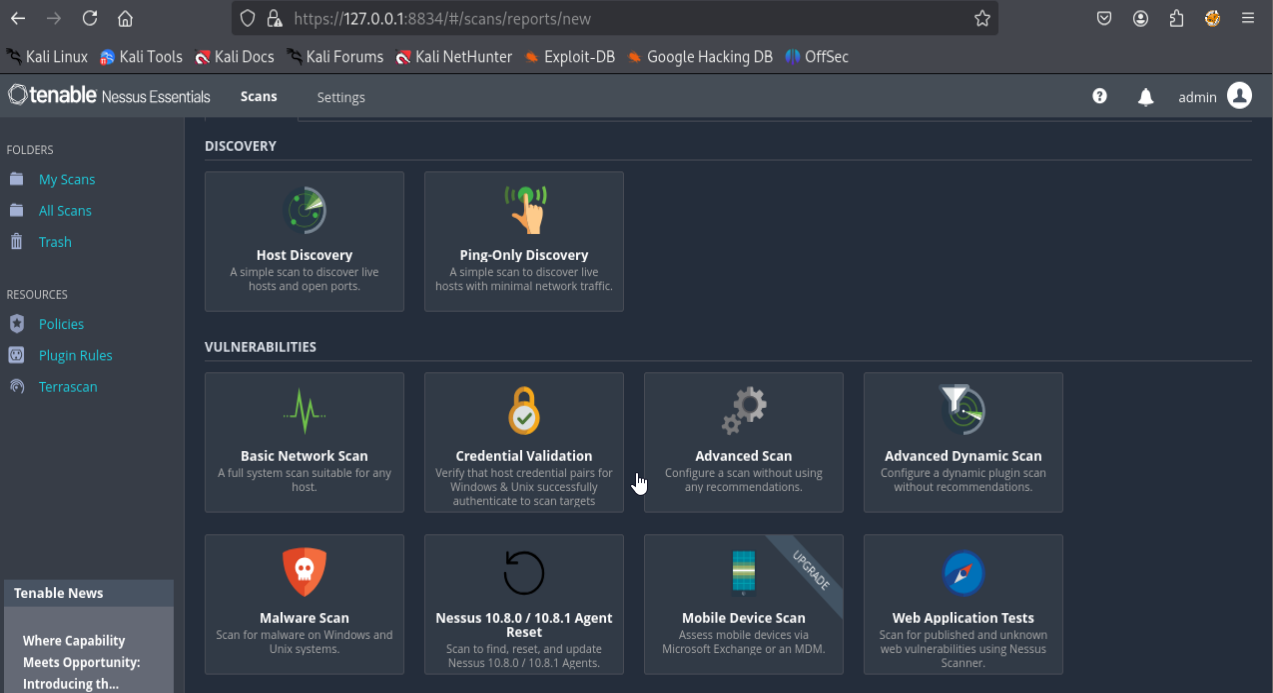 https://127.0.0.1:8834/#/scans/reports/new
Kali Linux Kali Tools Kali Docs Kali Forums Kali NetHunter Exploit-DB Google Hacking DB OffSec
tenable Nessus Essentials Scans Settings ? admin
FOLDERS
My Scans
All Scans
Trash
RESOURCES
Policies
Plugin Rules
Terrascan
Tenable News
Where Capability
Meets Opportunity:
Introducing th...
DISCOVERY
Host Discovery
A simple scan to discover live
hosts and open ports.
Ping-Only Discovery
A simple scan to discover live
hosts with minimal network traffic.
VULNERABILITIES
Basic Network Scan
A full system scan suitable for any
host.
Credential Validation
Verify that host credential pairs for
Windows & Unix successfully
authenticate to scan targets
Advanced Scan
Configure a scan without using
any recommendations.
Advanced Dynamic Scan
Configure a dynamic plugin scan
without recommendations.
Malware Scan
Scan for malware on Windows and
Unix systems.
Nessus 10.8.0 / 10.8.1 Agent
Reset
Scan to find, reset, and update
Nessus 10.8.0 / 10.8.1 Agents.
UPGRADE
Mobile Device Scan
Assess mobile devices via
Microsoft Exchange or an MDM.
Web Application Tests
Scan for published and unknown
web vulnerabilities using Nessus
Scanner.